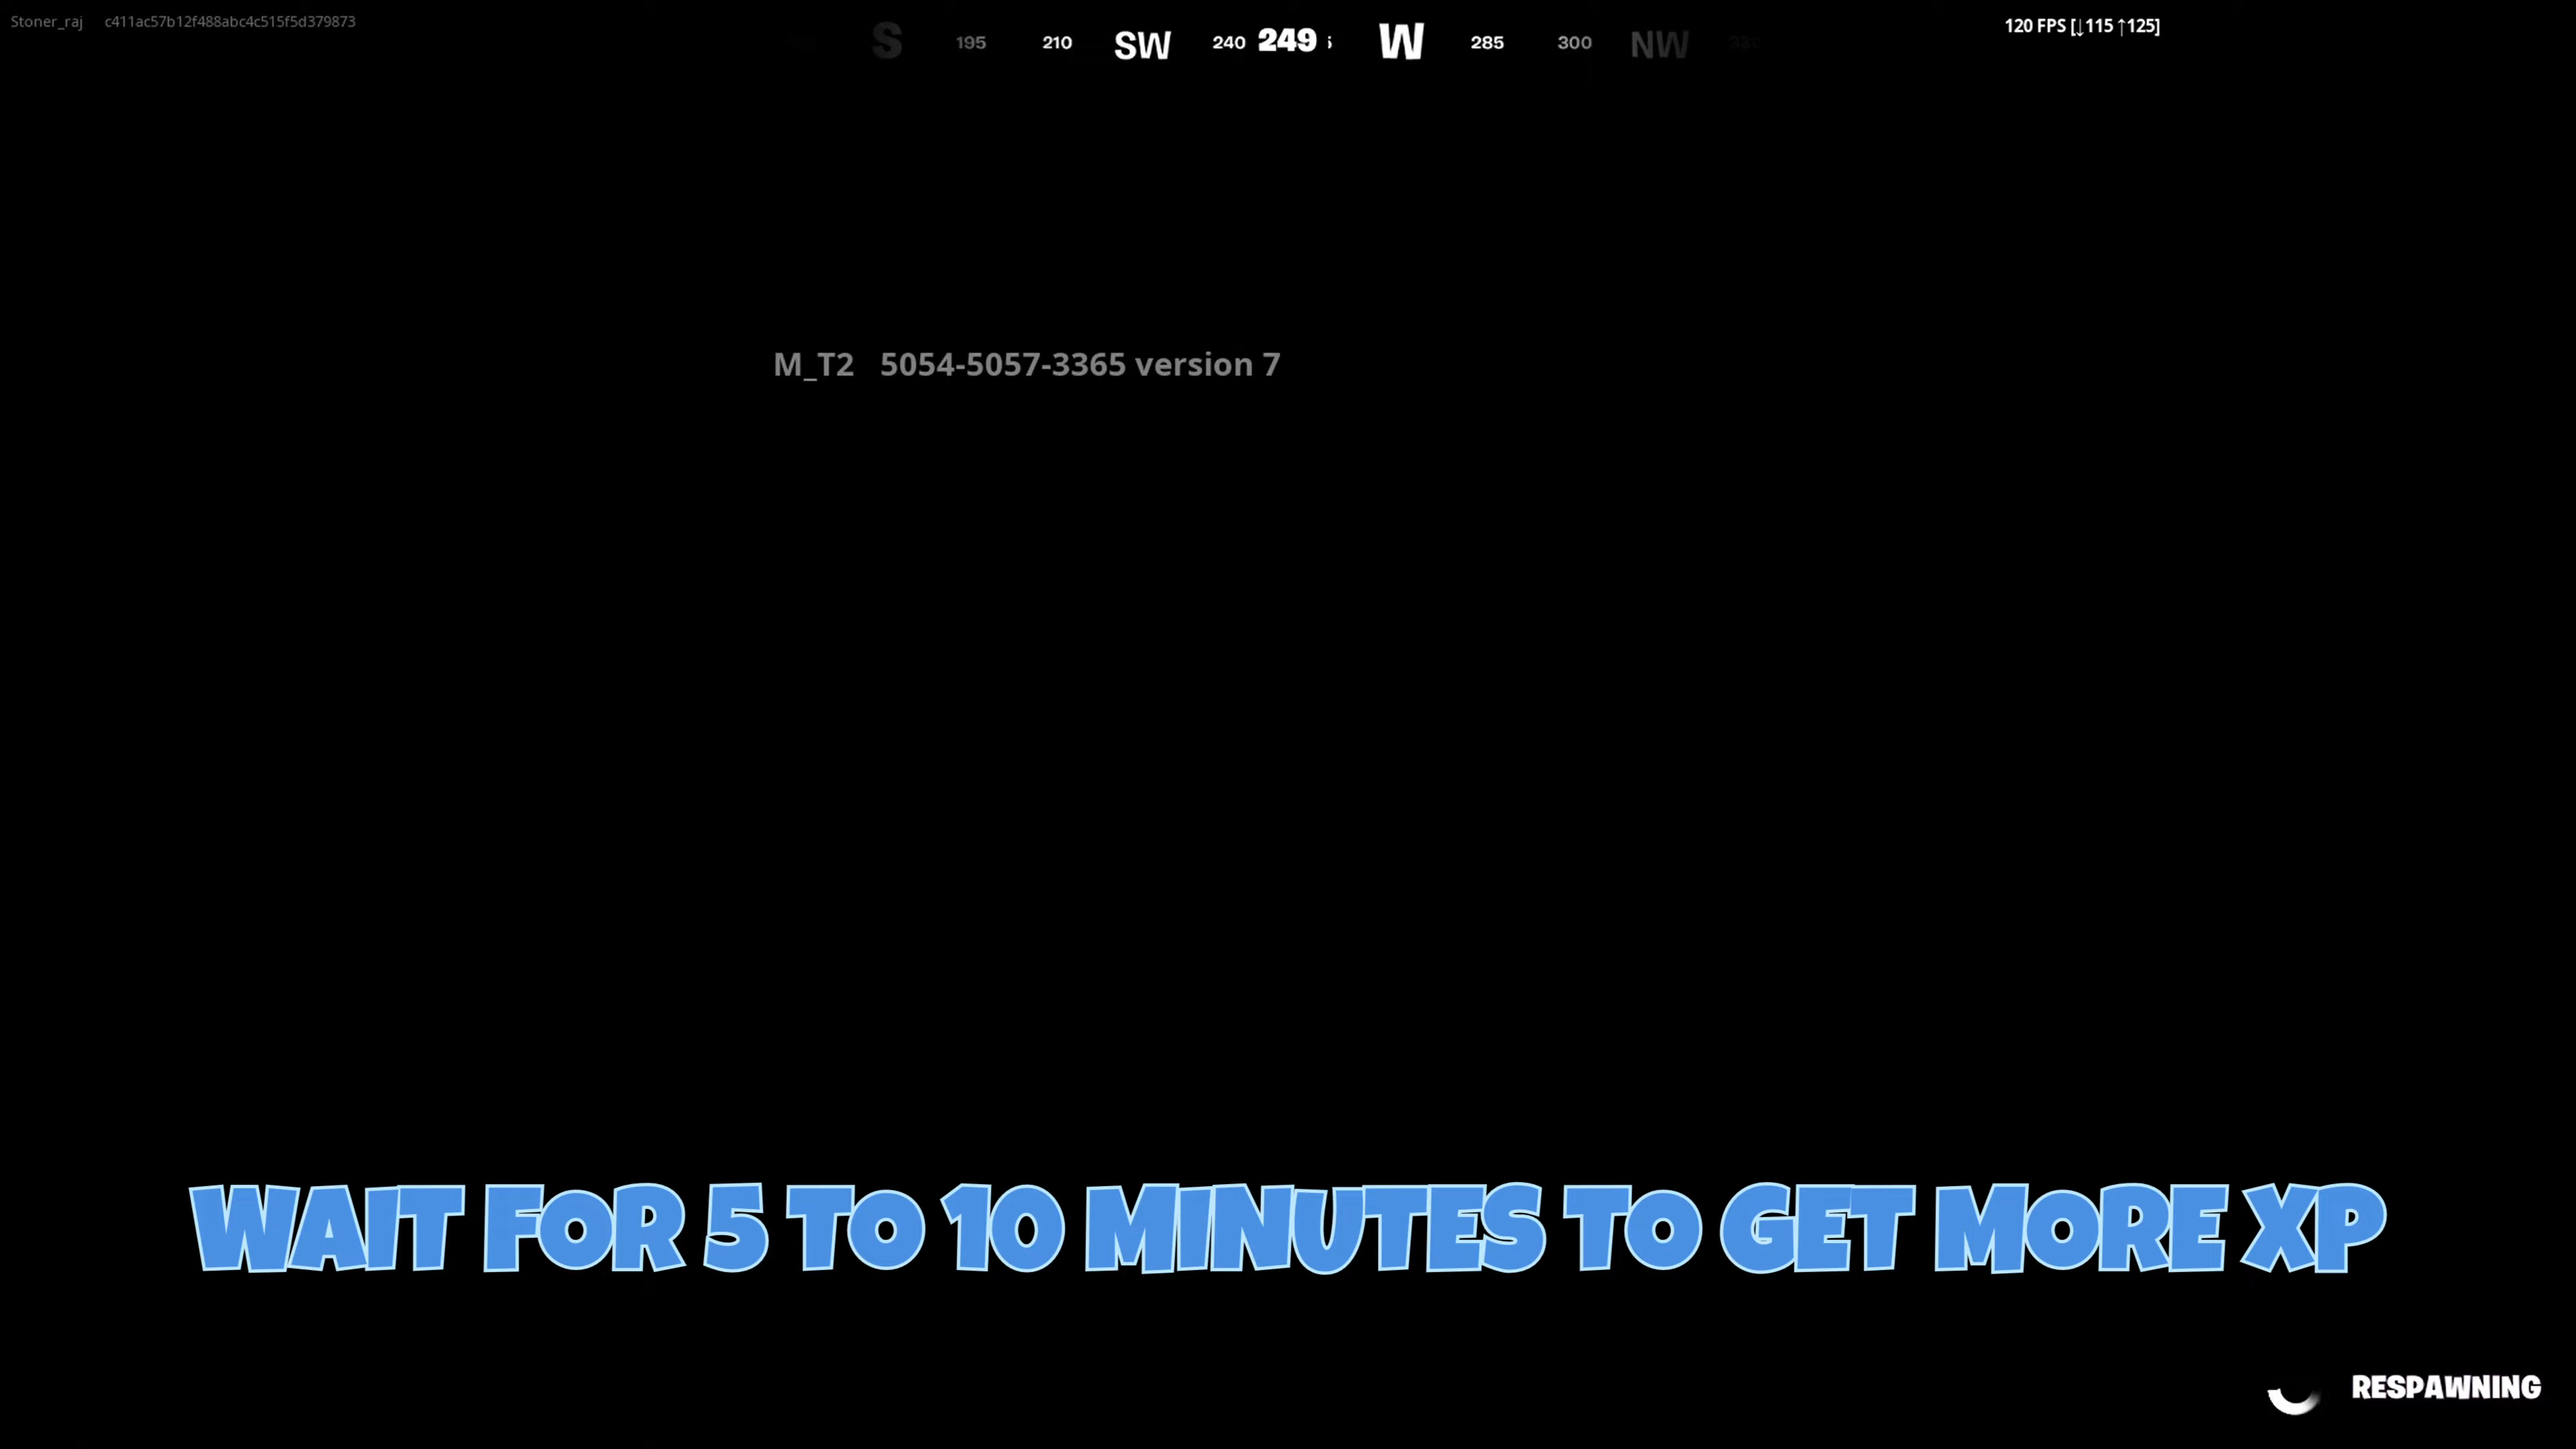 Stoner_raj c411ac57b12f488abc4c515f5d379873
S 195 210 SW 240 249 W 285 300 NW
120 FPS [↓115 ↑125]
M_T2 5054-5057-3365 version 7
WAIT FOR 5 TO 10 MINUTES TO GET MORE XP
RESPAWNING